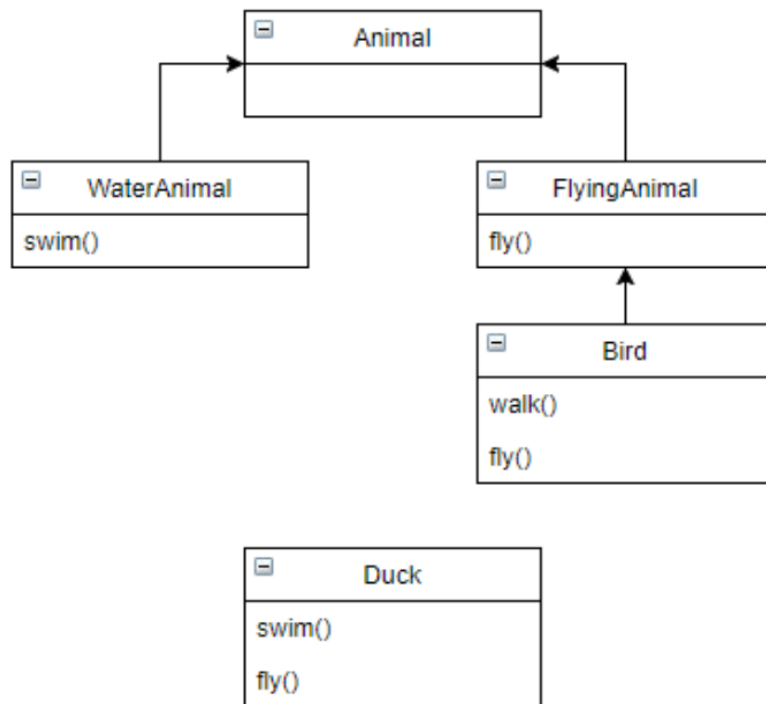 Animal
WaterAnimal
swim()
FlyingAnimal
fly()
Bird
walk()
fly()
Duck
swim()
fly()